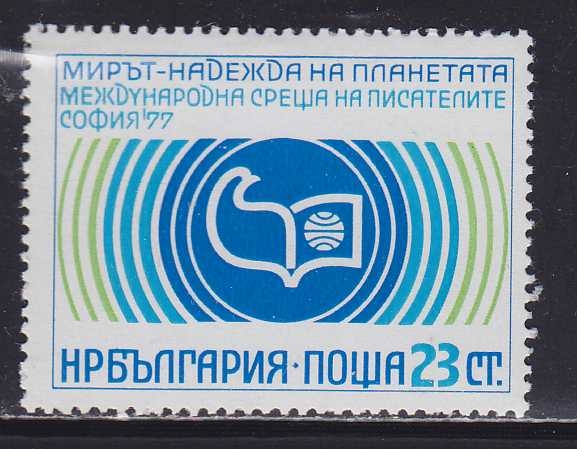 МИРЪТ-НАДЕЖДА НА ПЛАНЕТАТА
МЕЖДУНАРОДНА СРЕЩА НА ПИСАТЕЛИТЕ
СОФИЯ'77
НРБЪЛГАРИЯ·ПОЩА 23 СТ.